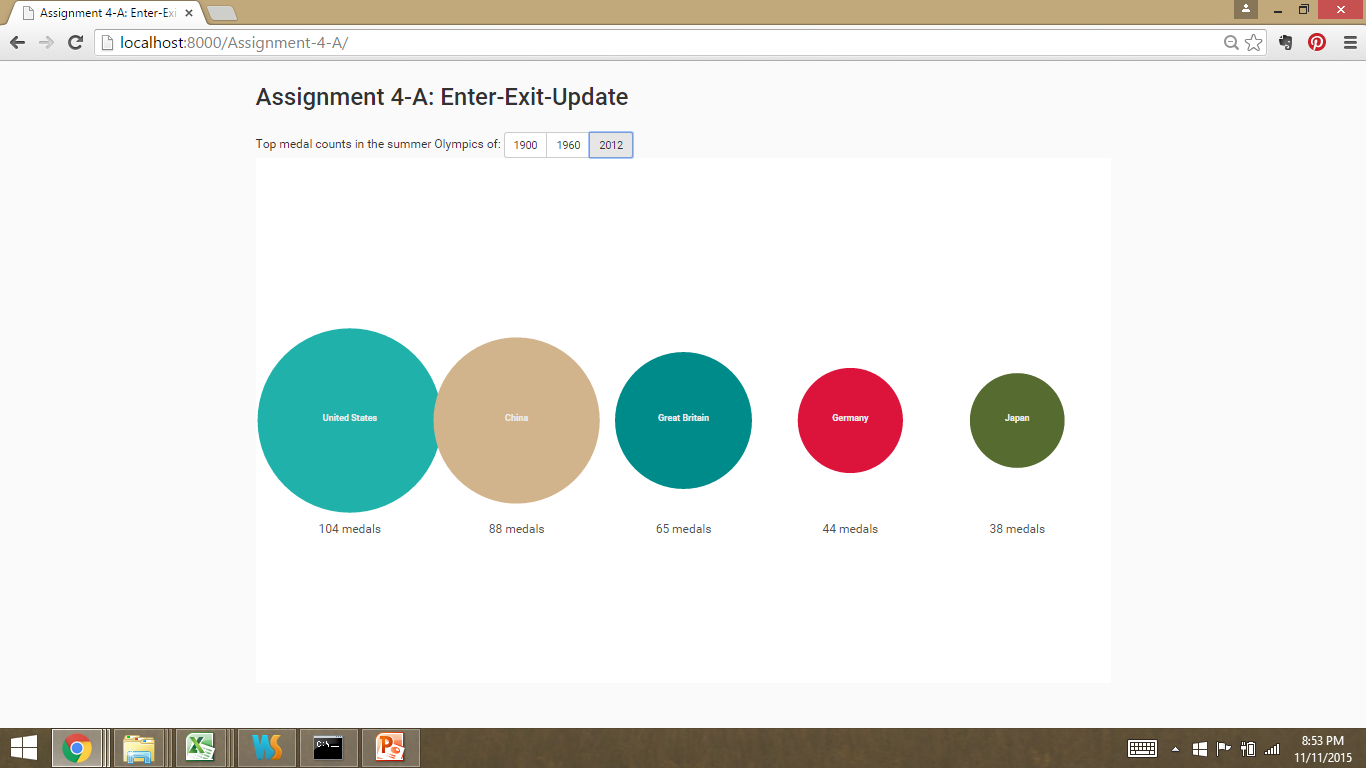 Assignment 4-A: Enter-Exi
localhost:8000/Assignment-4-A/
Assignment 4-A: Enter-Exit-Update
Top medal counts in the summer Olympics of: 1900 1960 2012
United States China Great Britain Germany Japan
104 medals 88 medals 65 medals 44 medals 38 medals
WS C:\ P
8:53 PM
11/11/2015